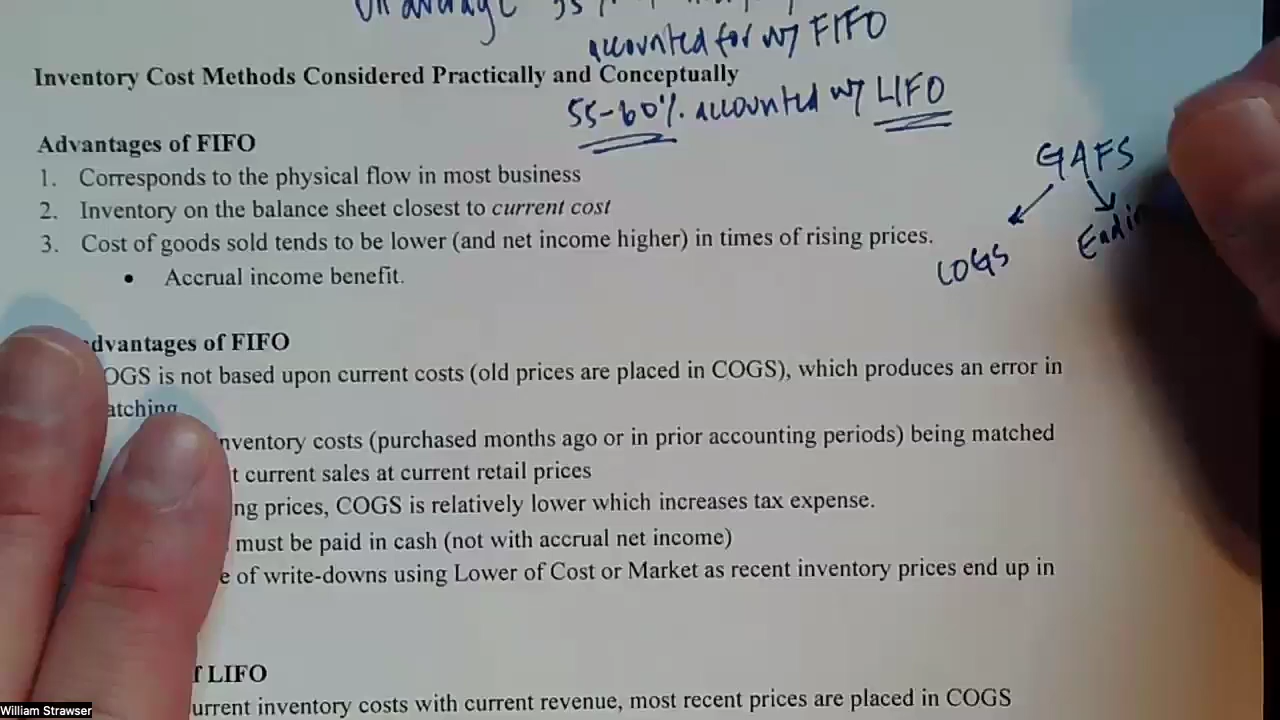 on average
accounted for w/ FIFO
Inventory Cost Methods Considered Practically and Conceptually
55-60% accounted w/ LIFO
Advantages of FIFO
GAFS
1. Corresponds to the physical flow in most business
2. Inventory on the balance sheet closest to current cost
3. Cost of goods sold tends to be lower (and net income higher) in times of rising prices.
COGS Endin
• Accrual income benefit.
dvantages of FIFO
OGS is not based upon current costs (old prices are placed in COGS), which produces an error in
atching
nventory costs (purchased months ago or in prior accounting periods) being matched
t current sales at current retail prices
ng prices, COGS is relatively lower which increases tax expense.
must be paid in cash (not with accrual net income)
e of write-downs using Lower of Cost or Market as recent inventory prices end up in
LIFO
urrent inventory costs with current revenue, most recent prices are placed in COGS
William Strawser